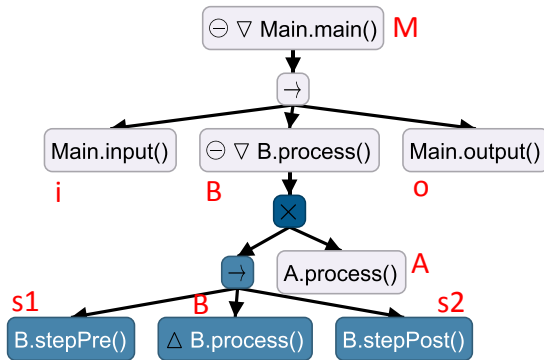 ⊖ ▽ Main.main() M
→
Main.input() ⊖ ▽ B.process() Main.output()
i B o
×
→ A.process() A
s1 B s2
B.stepPre() △ B.process() B.stepPost()